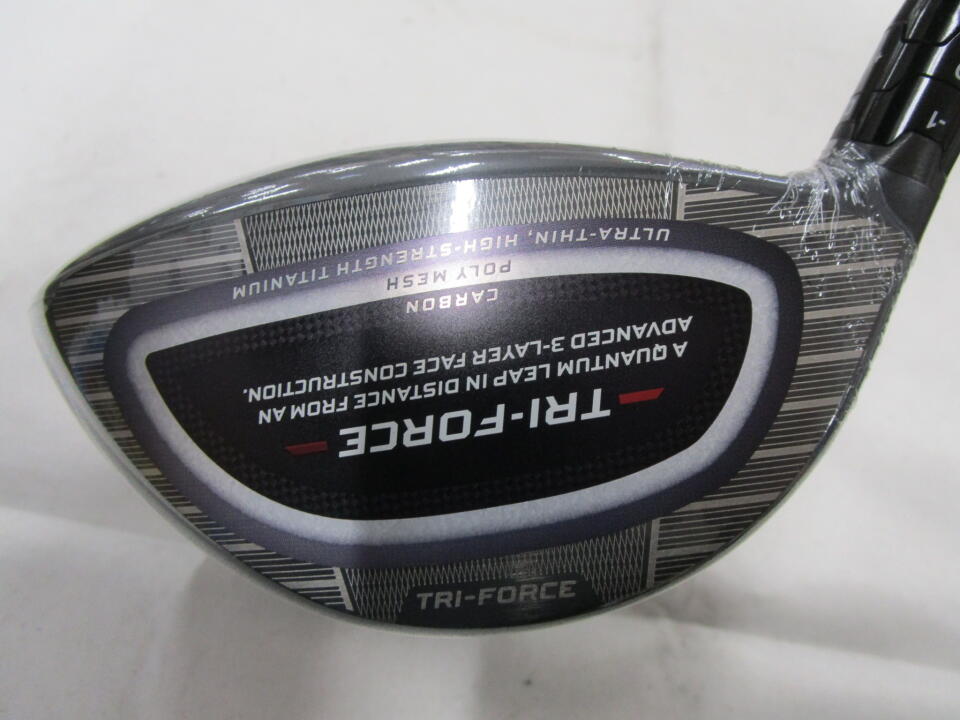 TRI-FORCE
A QUANTUM LEAP IN DISTANCE FROM AN
ADVANCED 3-LAYER FACE CONSTRUCTION.
CARBON
POLY MESH
ULTRA-THIN, HIGH-STRENGTH TITANIUM
TRI-FORCE
-1